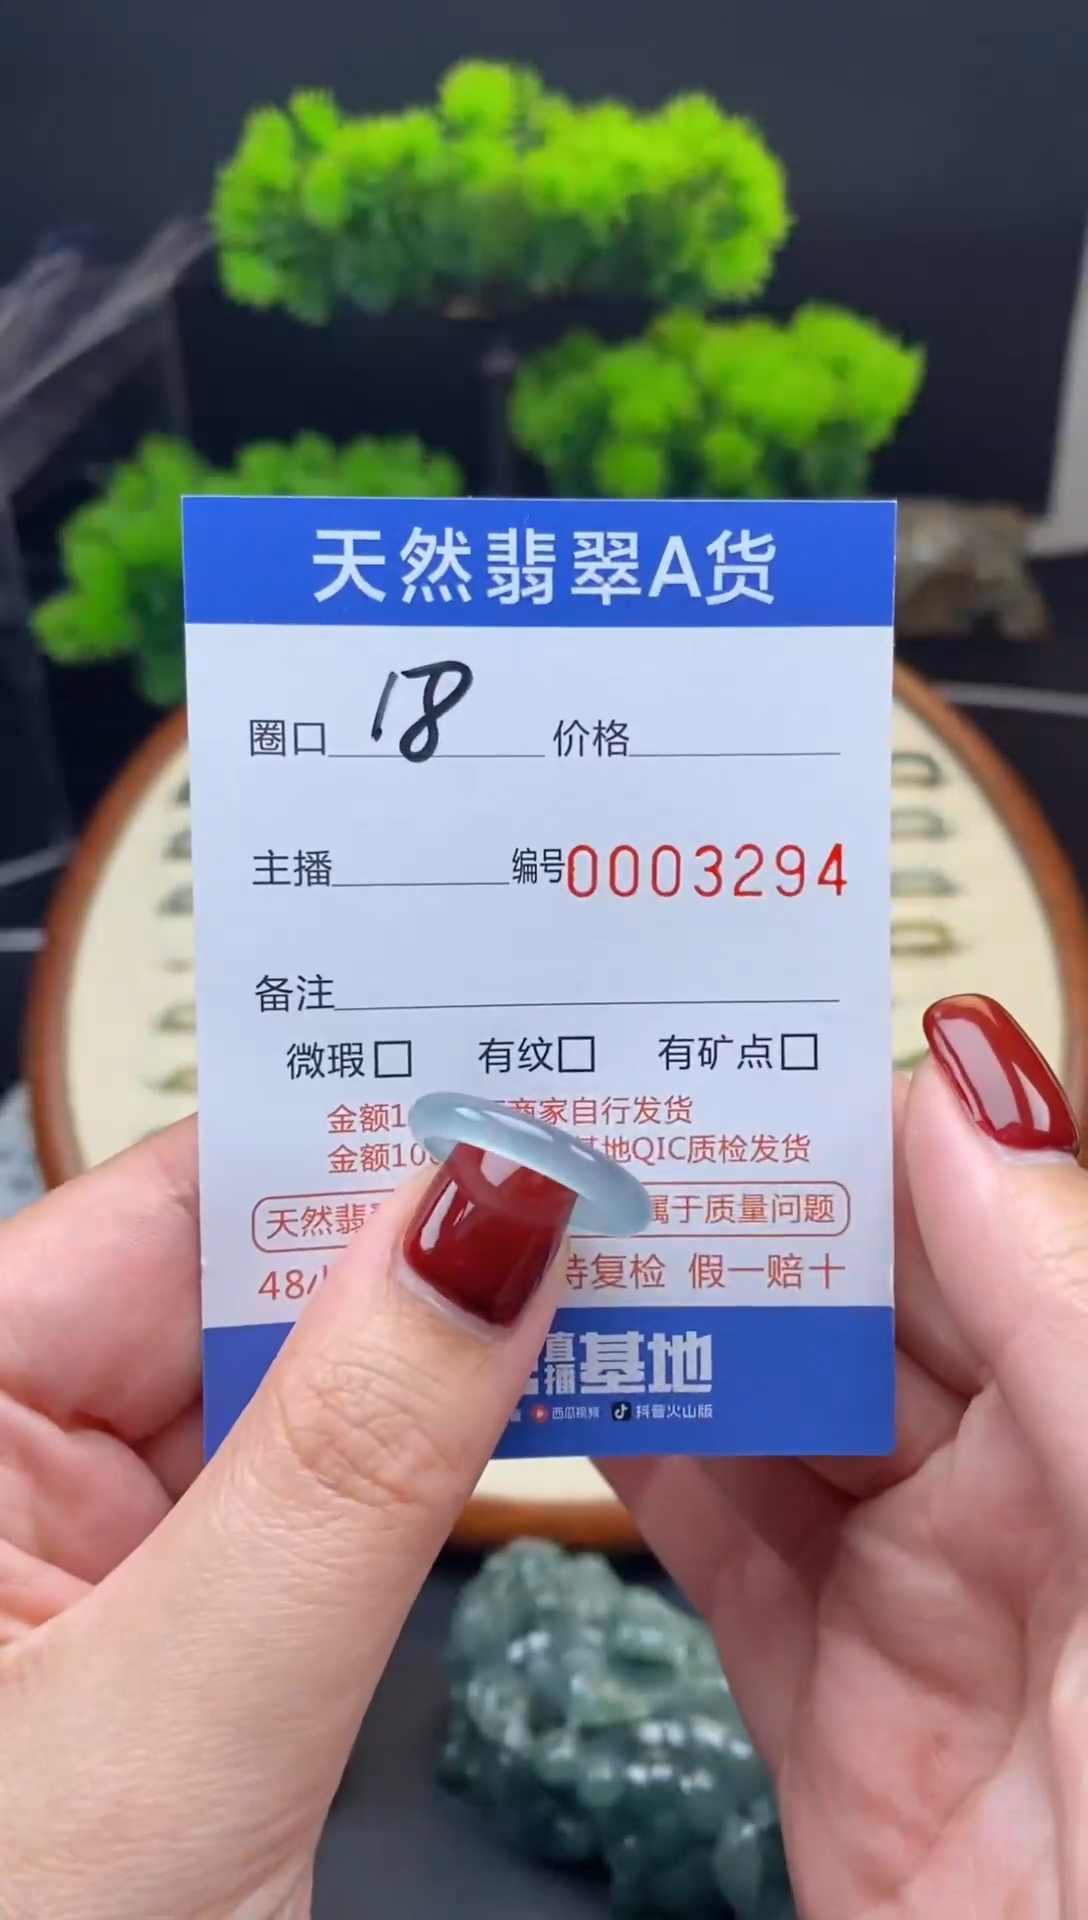 天然翡翠A货
圈口 18 价格
主播 编号0003294
备注
微瑕□ 有纹□ 有矿点□
金额1 商家自行发货
金额10 基地QIC质检发货
天然翡 属于质量问题
48 持复检 假一赔十
直播基地
西瓜视频 抖音火山版